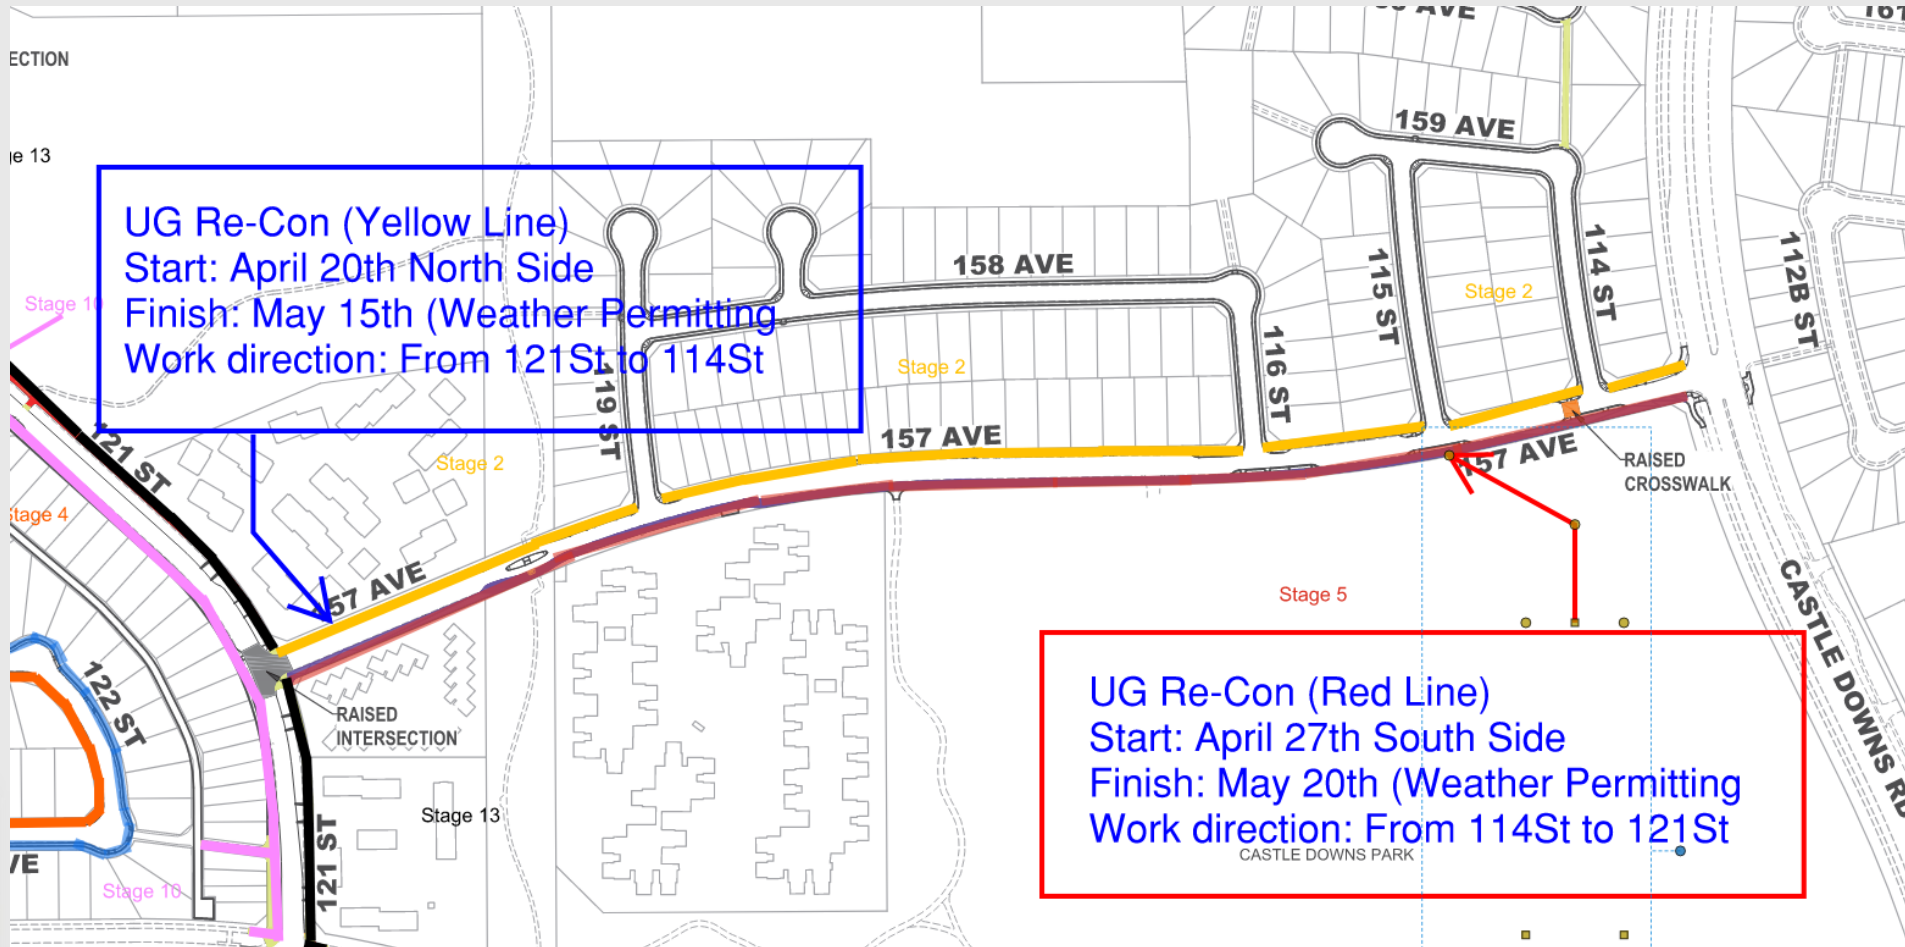 ECTION
ge 13
UG Re-Con (Yellow Line)
Start: April 20th North Side
Finish: May 15th (Weather Permitting
Work direction: From 121St to 114St
Stage 10
AVE
161
159 AVE
158 AVE
115 ST
114 ST
112B ST
Stage 2
Stage 2
116 ST
119 ST
157 AVE
Stage 2
121 ST
Stage 4
157 AVE
157 AVE
RAISED
CROSSWALK
Stage 5
CASTLE DOWNS RD
122 ST
RAISED
INTERSECTION
UG Re-Con (Red Line)
Start: April 27th South Side
Finish: May 20th (Weather Permitting
Work direction: From 114St to 121St
CASTLE DOWNS PARK
Stage 13
121 ST
VE
Stage 10